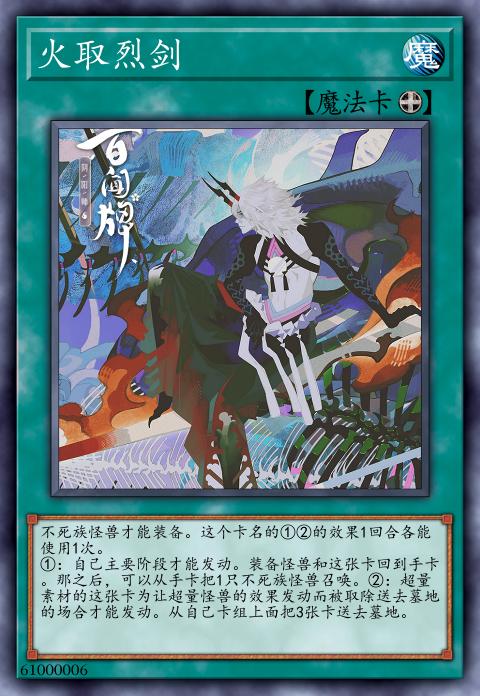 火取烈剑
魔
【魔法卡】
百闻牌
阴阳师
不死族怪兽才能装备。这个卡名的①②的效果1回合各能
使用1次。
①：自己主要阶段才能发动。装备怪兽和这张卡回到手卡
。那之后，可以从手卡把1只不死族怪兽召唤。②：超量
素材的这张卡为让超量怪兽的效果发动而被取除送去墓地
的场合才能发动。从自己卡组上面把3张卡送去墓地。
61000006